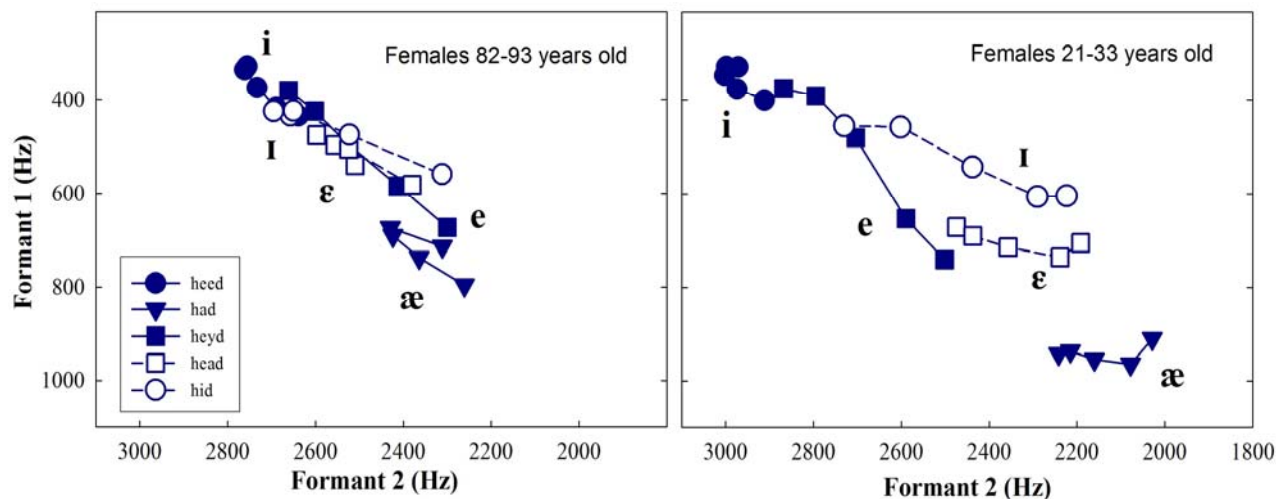 Females 82-93 years old
i
ɪ
ɛ
e
æ
400
600
800
1000
Formant 1 (Hz)
heed
had
heyd
head
hid
3000 2800 2600 2400 2200 2000
Formant 2 (Hz)
Females 21-33 years old
i
ɪ
e
ɛ
æ
3000 2800 2600 2400 2200 2000 1800
Formant 2 (Hz)